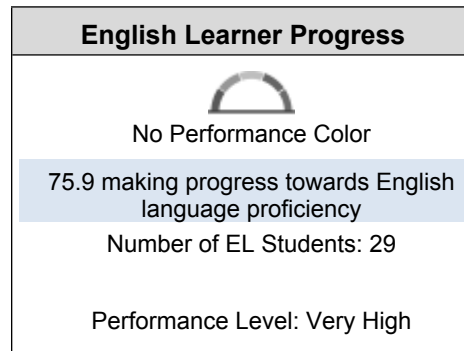 English Learner Progress
No Performance Color
75.9 making progress towards English
language proficiency
Number of EL Students: 29
Performance Level: Very High